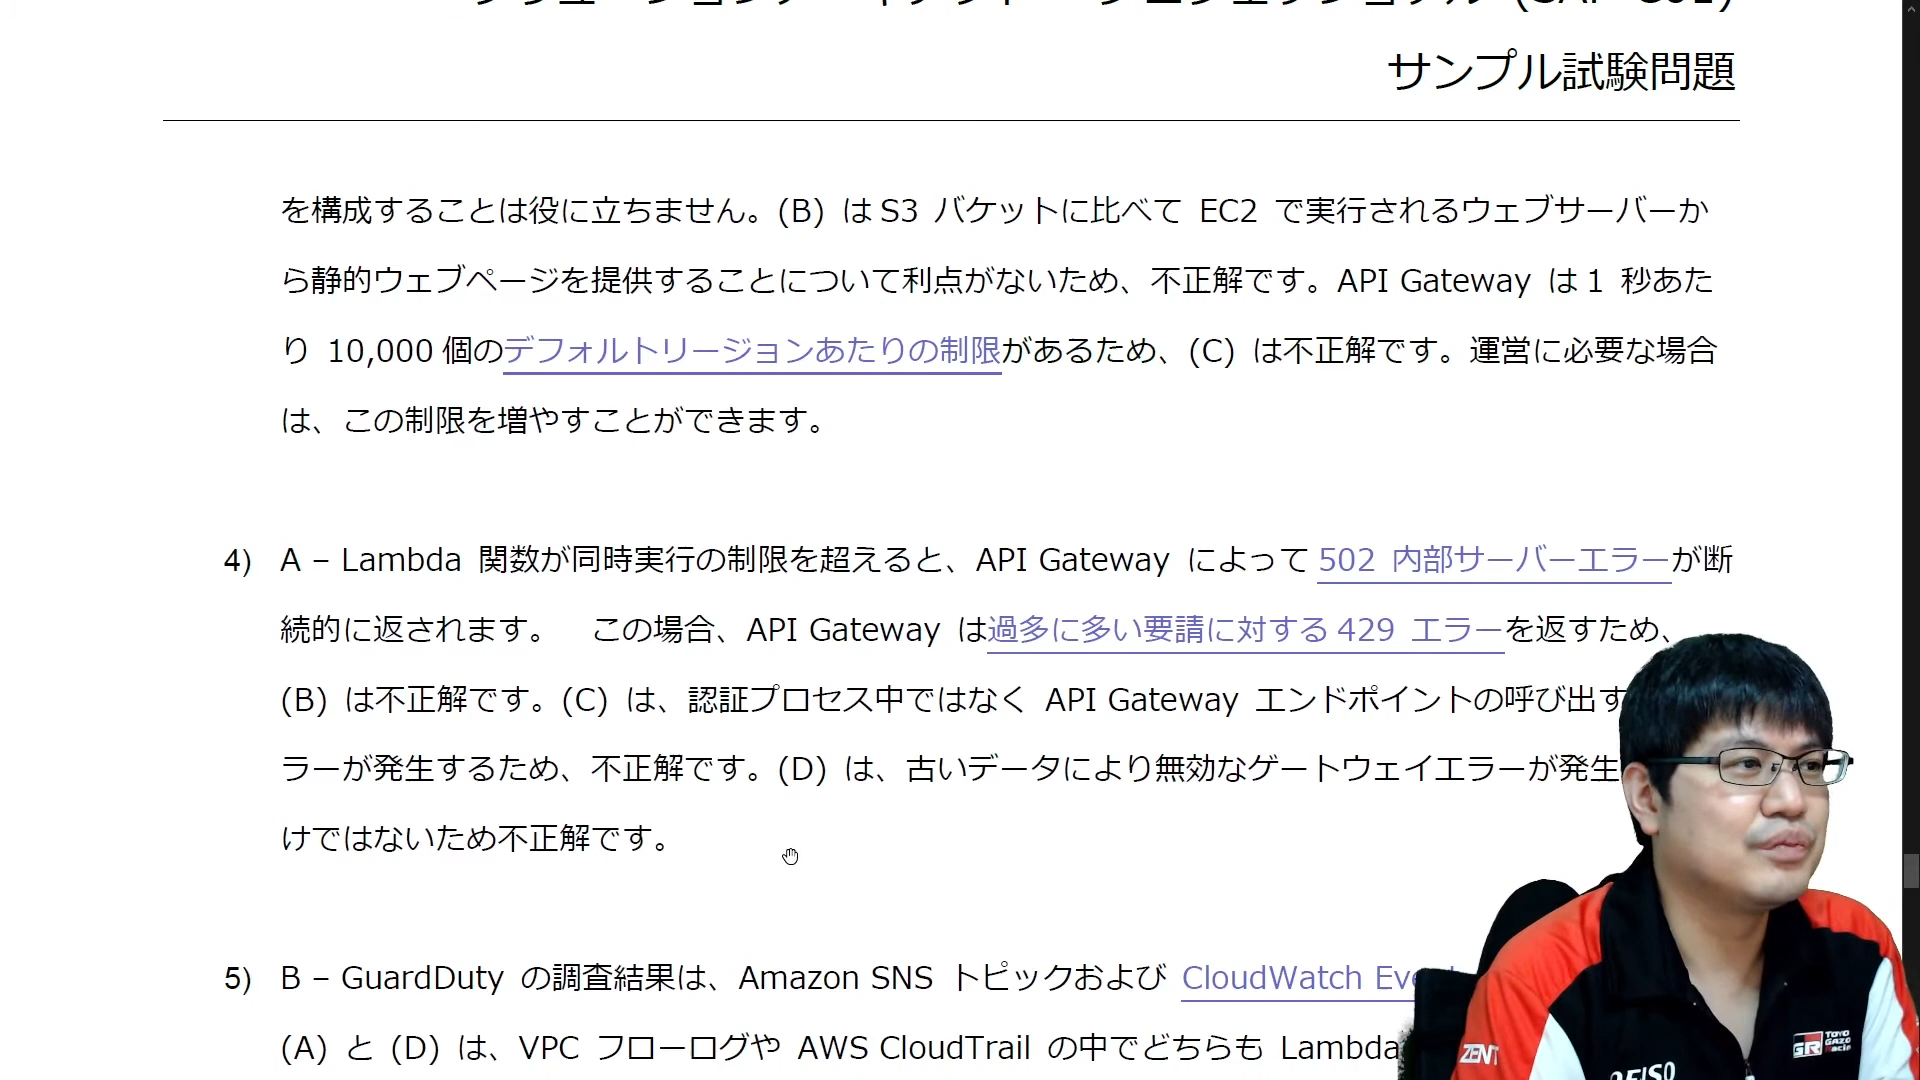 サンプル試験問題
を構成することは役に立ちません。(B) は S3 バケットに比べて EC2 で実行されるウェブサーバーか
ら静的ウェブページを提供することについて利点がないため、不正解です。API Gateway は 1 秒あた
り 10,000 個のデフォルトリージョンあたりの制限があるため、(C) は不正解です。運営に必要な場合
は、この制限を増やすことができます。
4) A – Lambda 関数が同時実行の制限を超えると、API Gateway によって 502 内部サーバーエラーが断
続的に返されます。 この場合、API Gateway は過多に多い要請に対する 429 エラーを返すため、
(B) は不正解です。(C) は、認証プロセス中ではなく API Gateway エンドポイントの呼び出す
ラーが発生するため、不正解です。(D) は、古いデータにより無効なゲートウェイエラーが発生
けではないため不正解です。
5) B – GuardDuty の調査結果は、Amazon SNS トピックおよび CloudWatch
(A) と (D) は、VPC フローログや AWS CloudTrail の中でどちらも Lambda
ZENT
GR